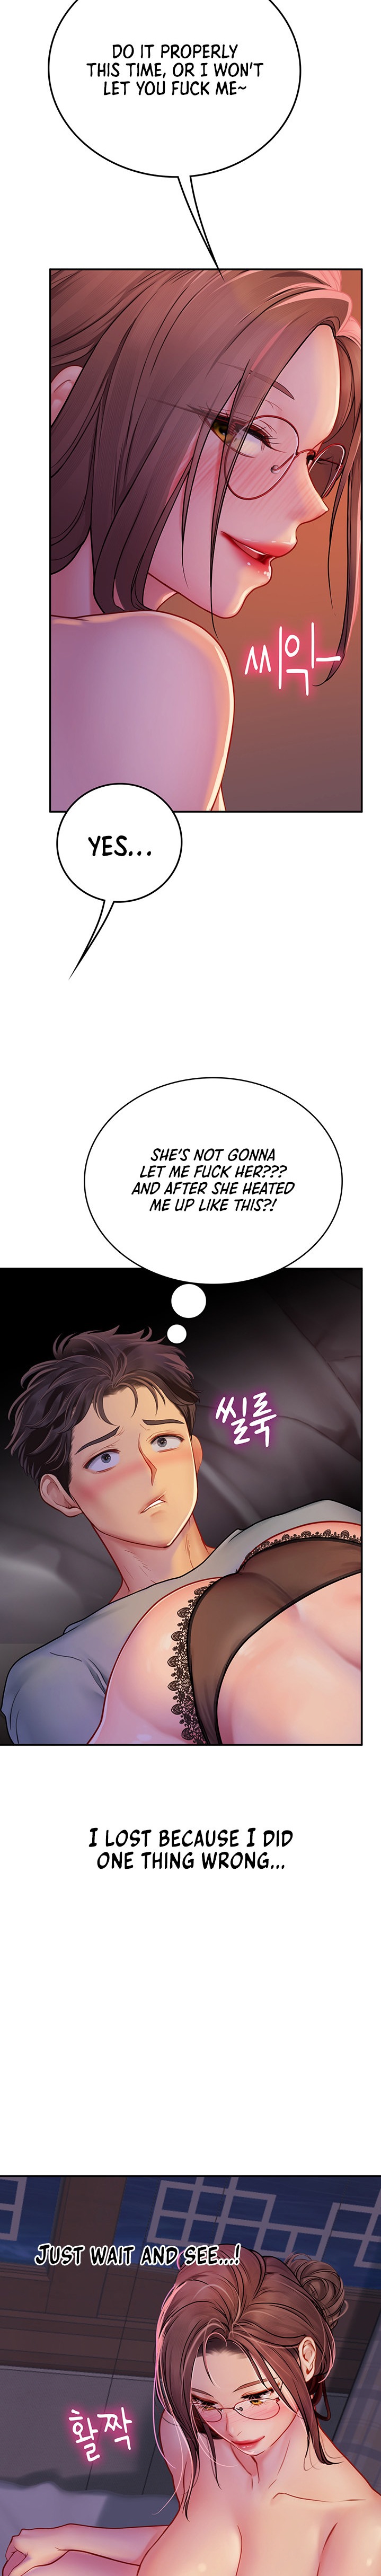 DO IT PROPERLY
THIS TIME, OR I WON'T
LET YOU FUCK ME~
씨익~
YES...
SHE'S NOT GONNA
LET ME FUCK HER???
AND AFTER SHE HEATED
ME UP LIKE THIS?!
씰룩
I LOST BECAUSE I DID
ONE THING WRONG...
JUST WAIT AND SEE...!
활짝